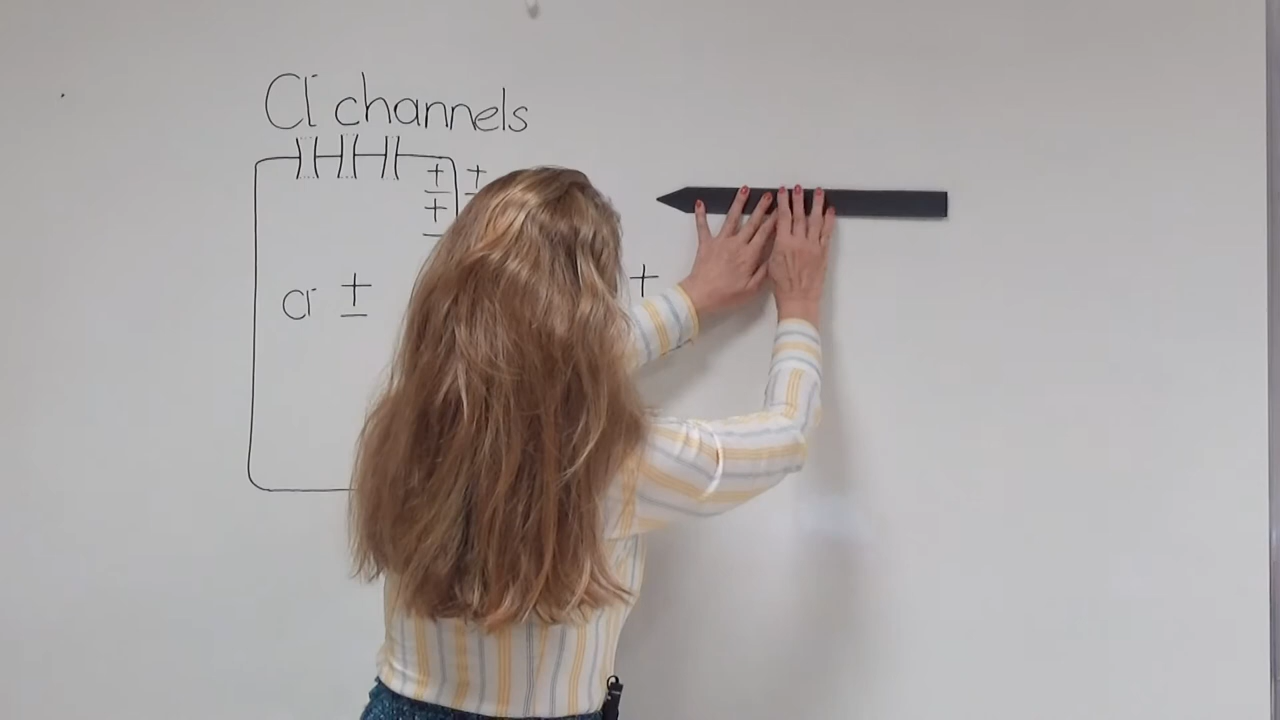 Cl⁻ channels
+ +
− −
+
−
Cl⁻ + +
−